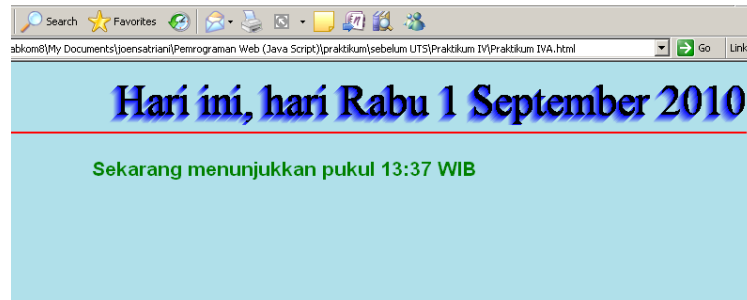 Search Favorites
abkom8\My Documents\joensatriani\Pemrograman Web (Java Script)\praktikum\sebelum UTS\Praktikum IV\Praktikum IVA.html Go Link
Hari ini, hari Rabu 1 September 2010
Sekarang menunjukkan pukul 13:37 WIB